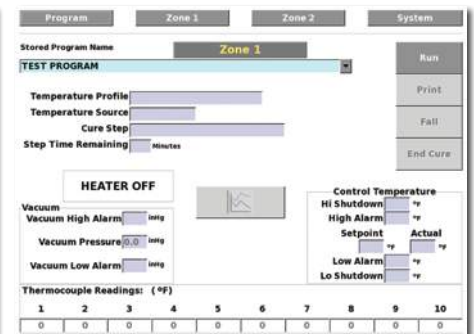 Program Zone 1 Zone 2 System
Stored Program Name Zone 1
TEST PROGRAM
Run
Print
Fall
End Cure
Temperature Profile
Temperature Source
Cure Step
Step Time Remaining Minutes
HEATER OFF
Vacuum
Vacuum High Alarm inHg
Vacuum Pressure 0.0 inHg
Vacuum Low Alarm inHg
Control Temperature
Hi Shutdown °F
High Alarm °F
Setpoint Actual
°F °F
Low Alarm °F
Lo Shutdown °F
Thermocouple Readings: (°F)
1 2 3 4 5 6 7 8 9 10
0 0 0 0 0 0 0 0 0 0